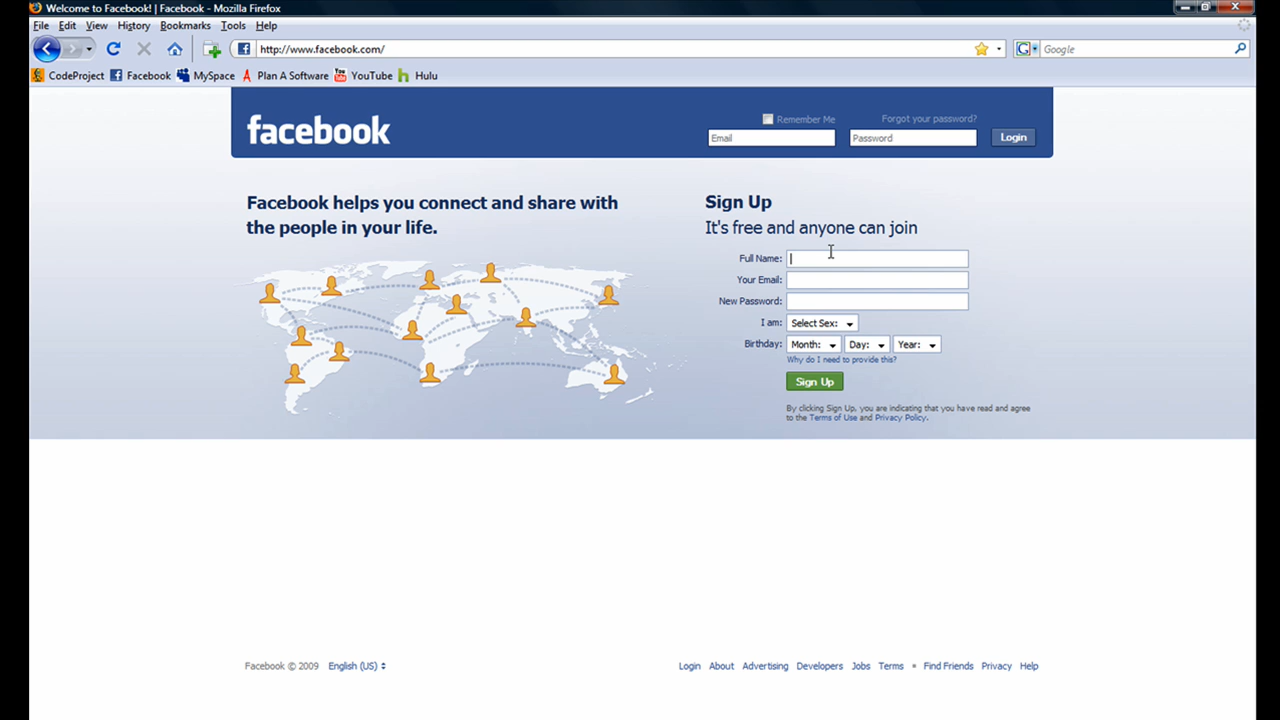 Welcome to Facebook! | Facebook - Mozilla Firefox
File Edit View History Bookmarks Tools Help
http://www.facebook.com/ G Google
CodeProject Facebook MySpace Plan A Software YouTube Hulu
Remember Me Forgot your password?
facebook Email Password Login
Facebook helps you connect and share with
the people in your life.
Sign Up
It's free and anyone can join
Full Name:
Your Email:
New Password:
I am: Select Sex:
Birthday: Month: Day: Year:
Why do I need to provide this?
Sign Up
By clicking Sign Up, you are indicating that you have read and agree
to the Terms of Use and Privacy Policy.
Facebook © 2009 English (US) Login About Advertising Developers Jobs Terms Find Friends Privacy Help